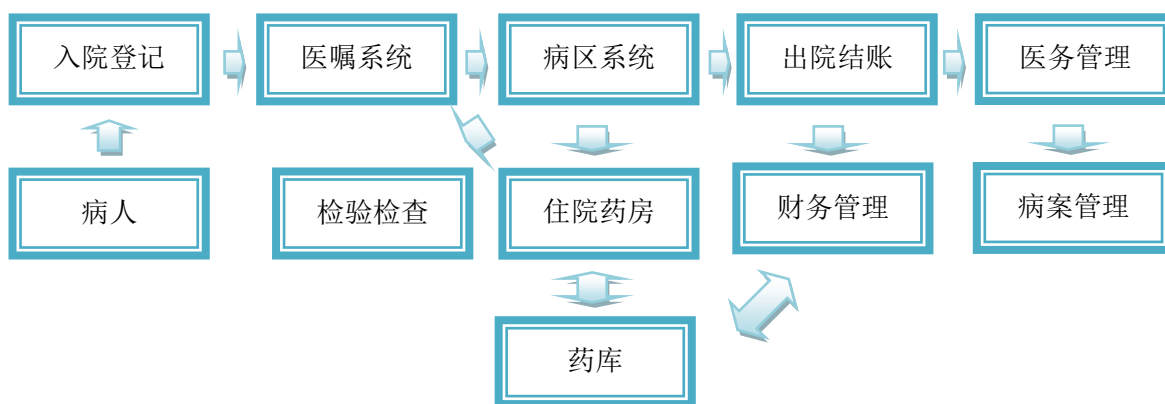 入院登记
医嘱系统
病区系统
出院结账
医务管理
病人
检验检查
住院药房
财务管理
病案管理
药库